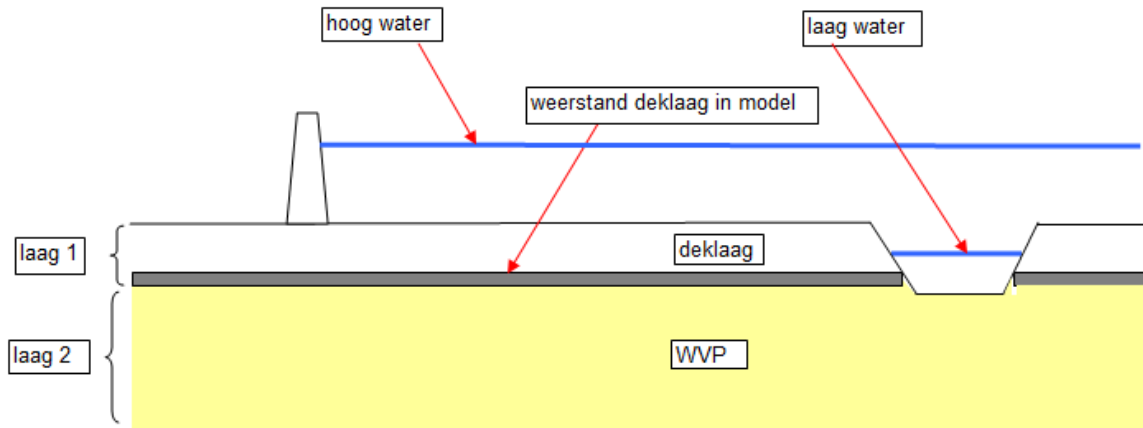 hoog water
laag water
weerstand deklaag in model
laag 1
deklaag
laag 2
WVP